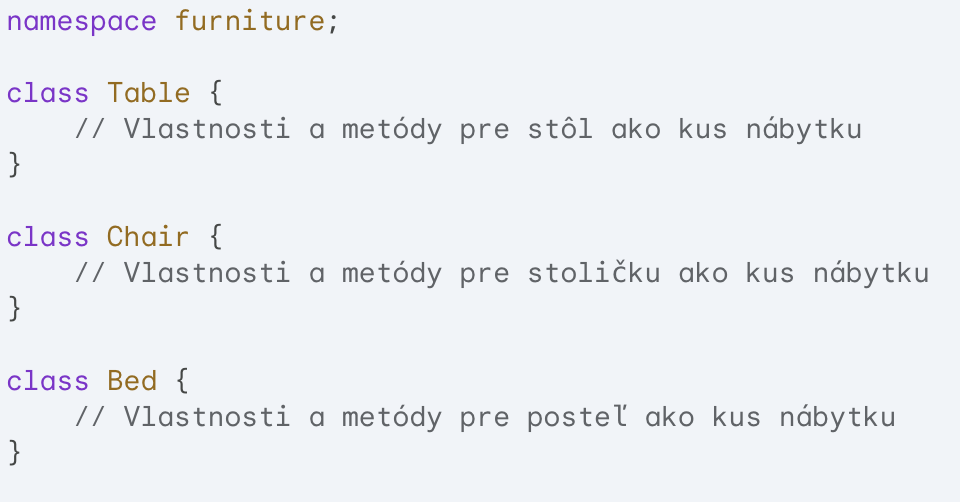 namespace furniture;
class Table {
// Vlastnosti a metódy pre stôl ako kus nábytku
}
class Chair {
// Vlastnosti a metódy pre stoličku ako kus nábytku
}
class Bed {
// Vlastnosti a metódy pre posteľ ako kus nábytku
}